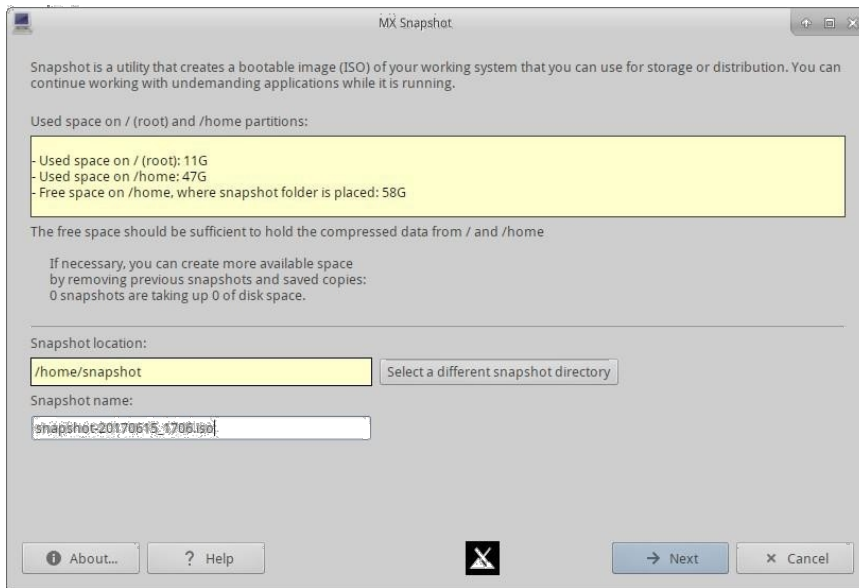 MX Snapshot
Snapshot is a utility that creates a bootable image (ISO) of your working system that you can use for storage or distribution. You can
continue working with undemanding applications while it is running.
Used space on / (root) and /home partitions:
- Used space on / (root): 11G
- Used space on /home: 47G
- Free space on /home, where snapshot folder is placed: 58G
The free space should be sufficient to hold the compressed data from / and /home
If necessary, you can create more available space
by removing previous snapshots and saved copies:
0 snapshots are taking up 0 of disk space.
Snapshot location:
/home/snapshot
Select a different snapshot directory
Snapshot name:
snapshot-20170615_1706.iso
About...
? Help
Next
Cancel